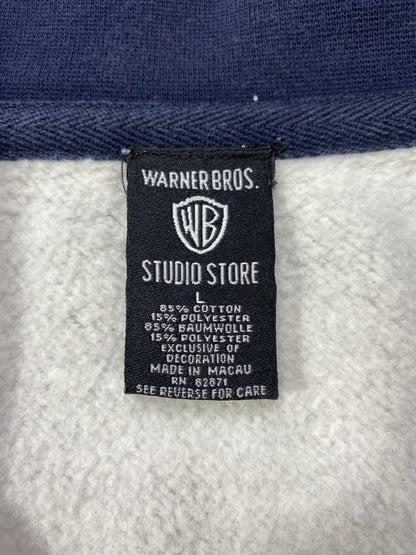 WARNER BROS.
WB
STUDIO STORE
L
85% COTTON
15% POLYESTER
85% BAUMWOLLE
15% POLYESTER
EXCLUSIVE OF
DECORATION
MADE IN MACAU
RN 82871
SEE REVERSE FOR CARE